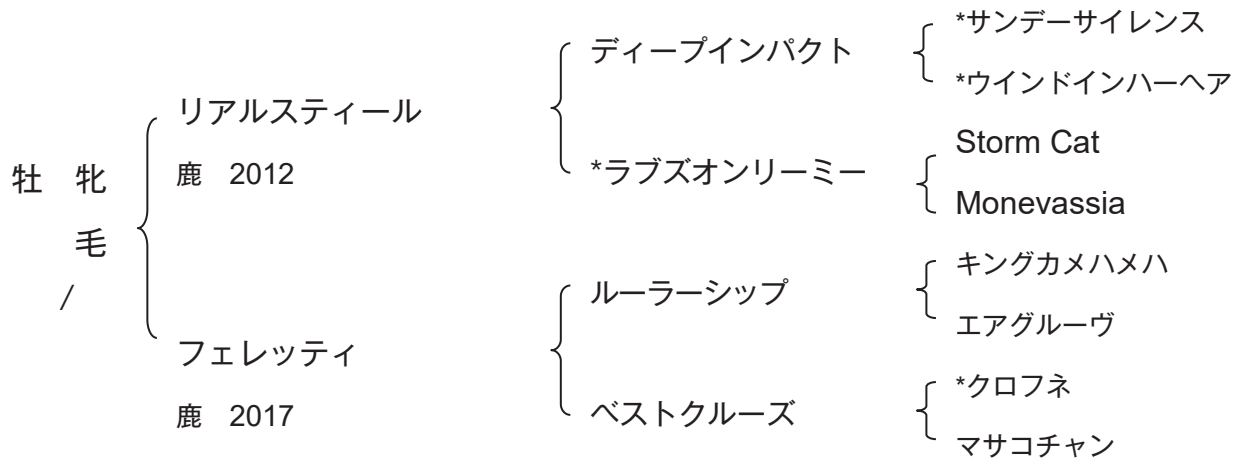 牡　牝
毛
/
リアルスティール
鹿　2012
フェレッティ
鹿　2017
ディープインパクト
*ラブズオンリーミー
ルーラーシップ
ベストクルーズ
*サンデーサイレンス
*ウインドインハーヘア
Storm Cat
Monevassia
キングカメハメハ
エアグルーヴ
*クロフネ
マサコチャン